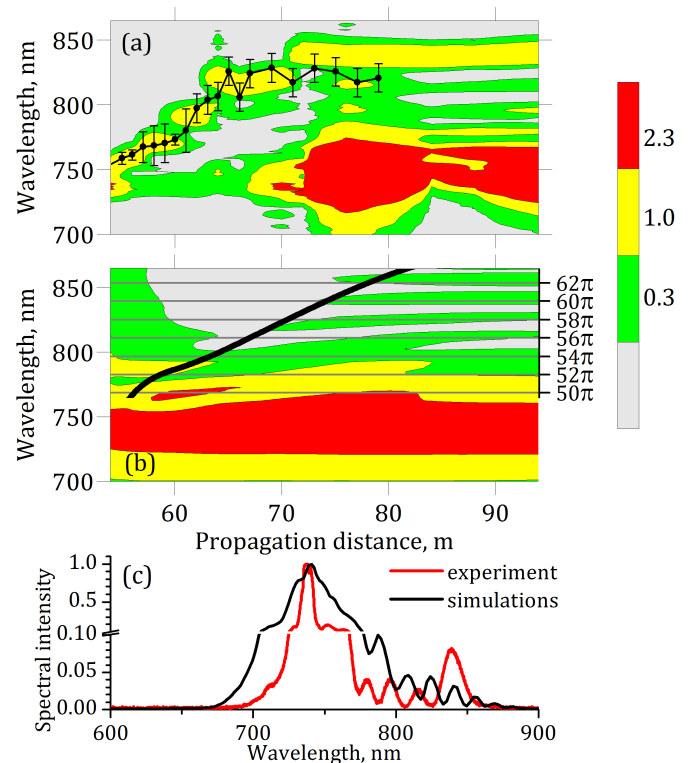 (a)
Wavelength, nm
850
800
750
700
2.3
1.0
0.3
(b)
Wavelength, nm
850
800
750
700
62π
60π
58π
56π
54π
52π
50π
60
70
80
90
Propagation distance, m
(c)
Spectral intensity
1.0
0.5
0.10
0.05
0.00
experiment
simulations
600
700
800
900
Wavelength, nm